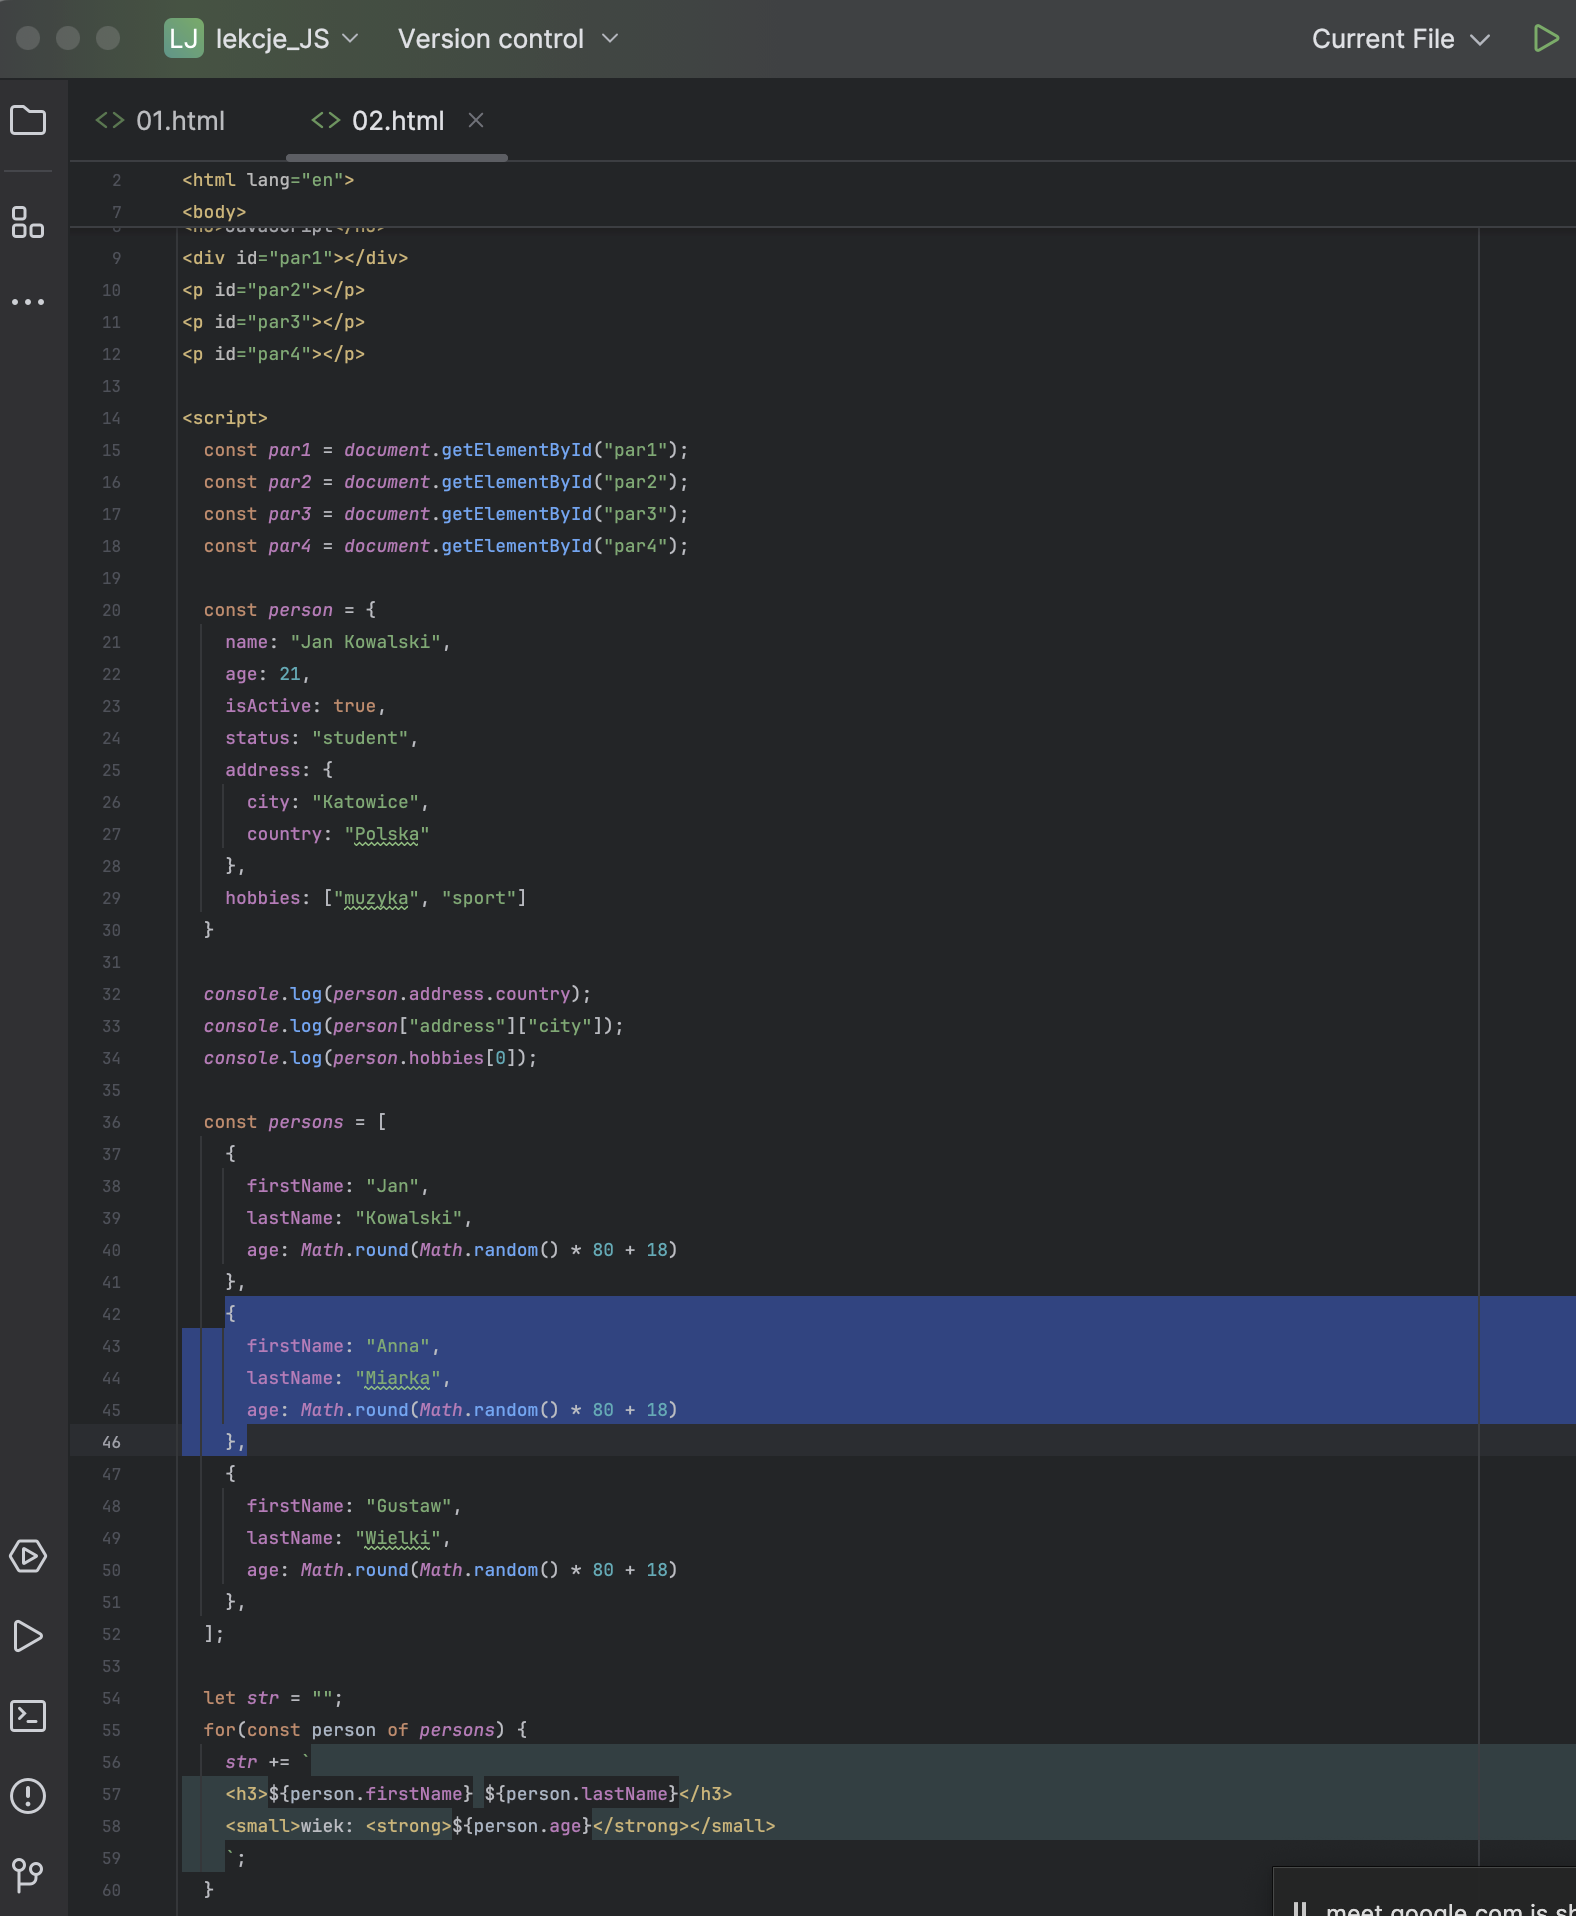 LJ lekcje_JS Version control Current File
01.html 02.html
2 <html lang="en">
7 <body>
9 <div id="par1"></div>
10 <p id="par2"></p>
11 <p id="par3"></p>
12 <p id="par4"></p>
13
14 <script>
15 const par1 = document.getElementById("par1");
16 const par2 = document.getElementById("par2");
17 const par3 = document.getElementById("par3");
18 const par4 = document.getElementById("par4");
19
20 const person = {
21 name: "Jan Kowalski",
22 age: 21,
23 isActive: true,
24 status: "student",
25 address: {
26 city: "Katowice",
27 country: "Polska"
28 },
29 hobbies: ["muzyka", "sport"]
30 }
31
32 console.log(person.address.country);
33 console.log(person["address"]["city"]);
34 console.log(person.hobbies[0]);
35
36 const persons = [
37 {
38 firstName: "Jan",
39 lastName: "Kowalski",
40 age: Math.round(Math.random() * 80 + 18)
41 },
42 {
43 firstName: "Anna",
44 lastName: "Miarka",
45 age: Math.round(Math.random() * 80 + 18)
46 },
47 {
48 firstName: "Gustaw",
49 lastName: "Wielki",
50 age: Math.round(Math.random() * 80 + 18)
51 },
52 ];
53
54 let str = "";
55 for(const person of persons) {
56 str += `
57 <h3>${person.firstName} ${person.lastName}</h3>
58 <small>wiek: <strong>${person.age}</strong></small>
59 `;
60 }
meet.google.com is